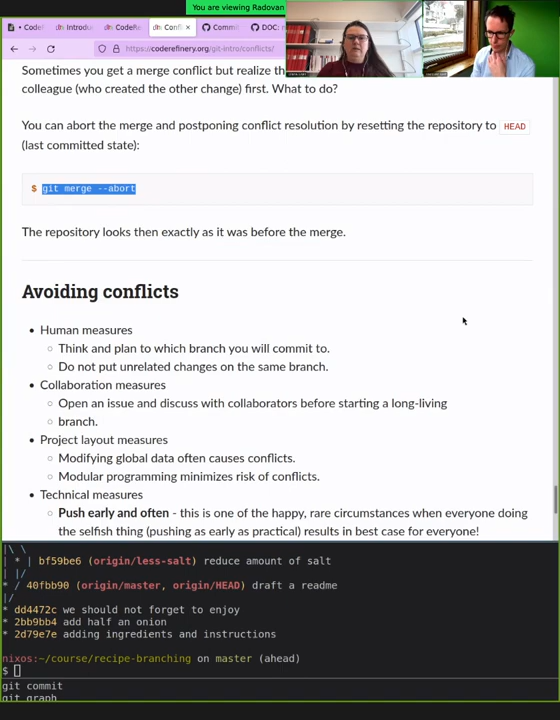 You are viewing Radovan
Codel
Introdu
CodeRe
Confl
Commit
DOC: n
https://coderefinery.org/git-intro/conflicts/
Sometimes you get a merge conflict but realize th
colleague (who created the other change) first. What to do?
You can abort the merge and postponing conflict resolution by resetting the repository to HEAD
(last committed state):
$ git merge --abort
The repository looks then exactly as it was before the merge.
Avoiding conflicts
• Human measures
◦ Think and plan to which branch you will commit to.
◦ Do not put unrelated changes on the same branch.
• Collaboration measures
◦ Open an issue and discuss with collaborators before starting a long-living
◦ branch.
• Project layout measures
◦ Modifying global data often causes conflicts.
◦ Modular programming minimizes risk of conflicts.
• Technical measures
◦ Push early and often - this is one of the happy, rare circumstances when everyone doing
the selfish thing (pushing as early as practical) results in best case for everyone!
|\ \
| * | bf59be6 (origin/less-salt) reduce amount of salt
| |/
* / 40fbb90 (origin/master, origin/HEAD) draft a readme
|/
* dd4472c we should not forget to enjoy
* 2bb9bb4 add half an onion
* 2d79e7e adding ingredients and instructions
nixos:~/course/recipe-branching on master (ahead)
$
git commit
git graph